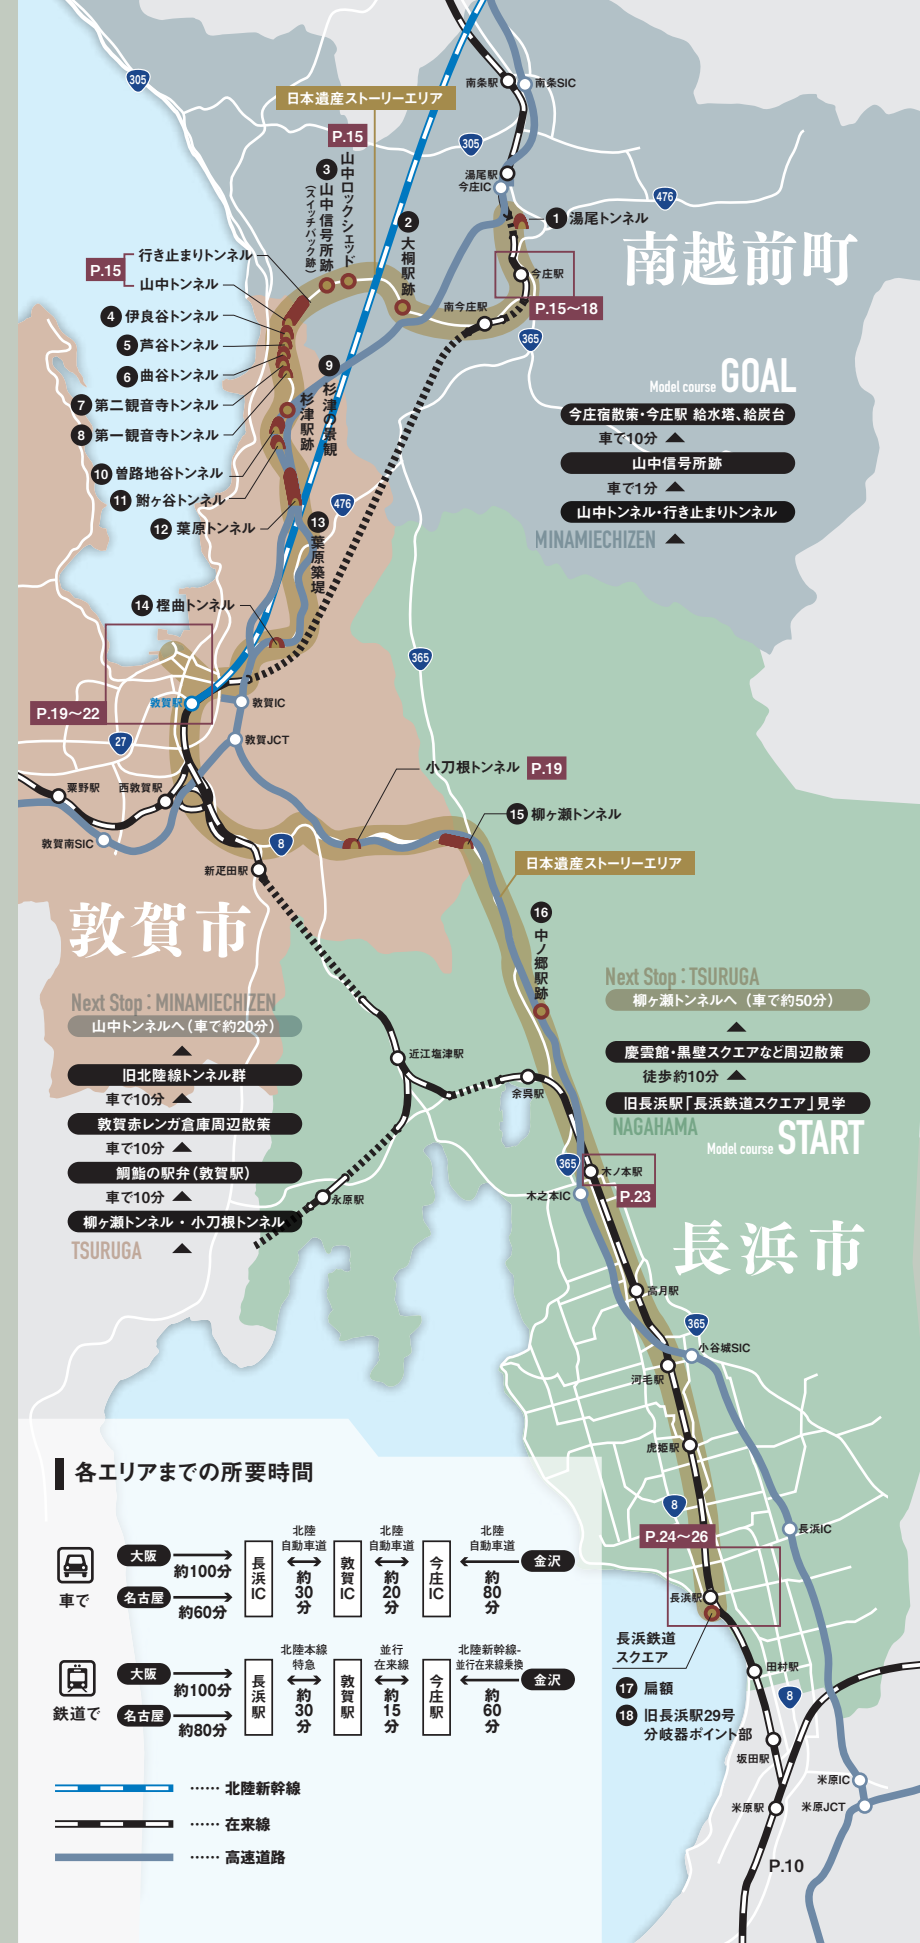 305
日本遺産ストーリーエリア
P.15
3
山中ロックシェッド
山中信号所跡
(スイッチバック跡)
南条駅
南条SIC
305
湯尾駅
今庄IC
476
1 湯尾トンネル
2
大桐駅跡
南越前町
今庄駅
南今庄駅
P.15〜18
365
P.15
行き止まりトンネル
山中トンネル
4 伊良谷トンネル
5 芦谷トンネル
6 曲谷トンネル
7 第二観音寺トンネル
8 第一観音寺トンネル
9
杉津の景観
杉津駅跡
10 曽路地谷トンネル
11 鮒ヶ谷トンネル
12 葉原トンネル
476
13
葉原築堤
14 樫曲トンネル
Model course GOAL
今庄宿散策・今庄駅 給水塔、給炭台
車で10分
山中信号所跡
車で1分
山中トンネル・行き止まりトンネル
MINAMIECHIZEN
365
敦賀駅
敦賀IC
P.19〜22
27
敦賀JCT
粟野駅
西敦賀駅
敦賀南SIC
8
新疋田駅
小刀根トンネル P.19
15 柳ヶ瀬トンネル
日本遺産ストーリーエリア
敦賀市
16
中ノ郷駅跡
Next Stop : MINAMIECHIZEN
山中トンネルへ(車で約20分)
旧北陸線トンネル群
車で10分
敦賀赤レンガ倉庫周辺散策
車で10分
鯛鮨の駅弁(敦賀駅)
車で10分
柳ヶ瀬トンネル・小刀根トンネル
TSURUGA
Next Stop : TSURUGA
柳ヶ瀬トンネルへ(車で約50分)
慶雲館・黒壁スクエアなど周辺散策
徒歩約10分
旧長浜駅「長浜鉄道スクエア」見学
NAGAHAMA
Model course START
近江塩津駅
余呉駅
永原駅
365
木ノ本駅
木之本IC
P.23
長浜市
高月駅
365
小谷城SIC
河毛駅
虎姫駅
8
長浜IC
P.24〜26
長浜駅
長浜鉄道
スクエア
17 扁額
18 旧長浜駅29号
分岐器ポイント部
田村駅
8
坂田駅
米原IC
米原駅
米原JCT
P.10
各エリアまでの所要時間
車で
大阪
約100分
名古屋
約60分
長浜IC
北陸
自動車道
約30分
敦賀IC
北陸
自動車道
約20分
今庄IC
北陸
自動車道
約80分
金沢
鉄道で
大阪
約100分
名古屋
約80分
長浜駅
北陸本線
特急
約30分
敦賀駅
並行
在来線
約15分
今庄駅
北陸新幹線-
並行在来線乗換
約60分
金沢
……北陸新幹線
……在来線
……高速道路